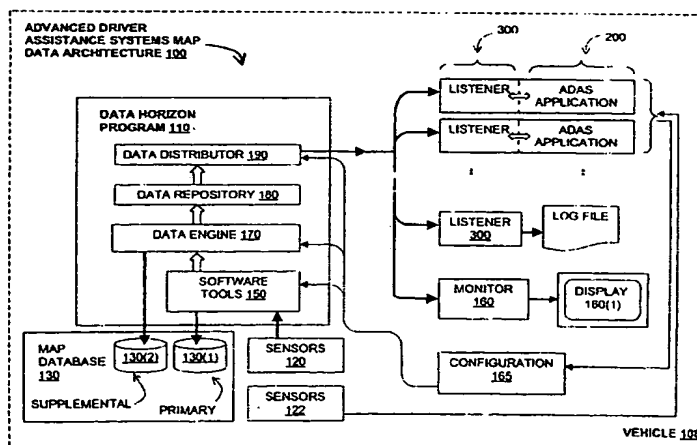 ADVANCED DRIVER
ASSISTANCE SYSTEMS MAP
DATA ARCHITECTURE 100
300
200
LISTENER
ADAS
APPLICATION
LISTENER
ADAS
APPLICATION
DATA HORIZON
PROGRAM 110
DATA DISTRIBUTOR 190
DATA REPOSITORY 180
DATA ENGINE 170
SOFTWARE
TOOLS 150
LISTENER
300
LOG FILE
MONITOR
160
DISPLAY
160(1)
MAP
DATABASE
130
130(2)
130(1)
SUPPLEMENTAL
PRIMARY
SENSORS
120
SENSORS
122
CONFIGURATION
165
VEHICLE